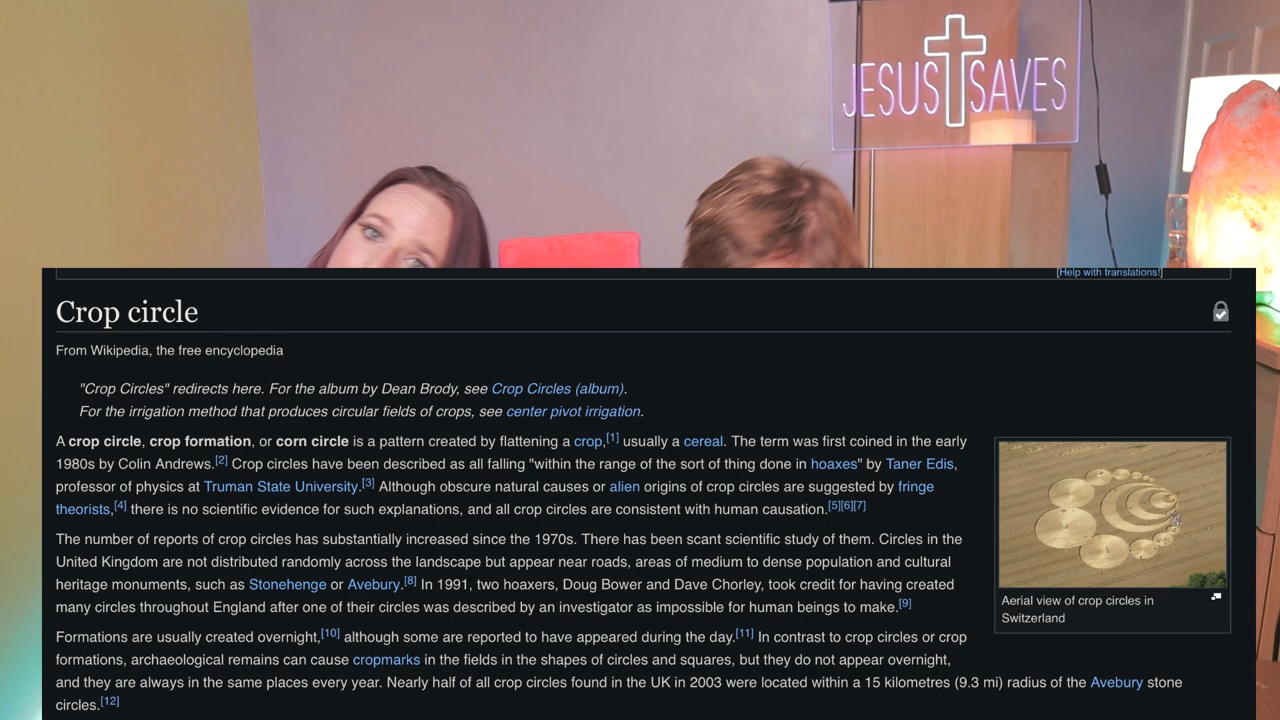 JESUS SAVES
[Help with translations!]
Crop circle
From Wikipedia, the free encyclopedia
"Crop Circles" redirects here. For the album by Dean Brody, see Crop Circles (album).
For the irrigation method that produces circular fields of crops, see center pivot irrigation.
A crop circle, crop formation, or corn circle is a pattern created by flattening a crop,[1] usually a cereal. The term was first coined in the early
1980s by Colin Andrews.[2] Crop circles have been described as all falling "within the range of the sort of thing done in hoaxes" by Taner Edis,
professor of physics at Truman State University.[3] Although obscure natural causes or alien origins of crop circles are suggested by fringe
theorists,[4] there is no scientific evidence for such explanations, and all crop circles are consistent with human causation.[5][6][7]
The number of reports of crop circles has substantially increased since the 1970s. There has been scant scientific study of them. Circles in the
United Kingdom are not distributed randomly across the landscape but appear near roads, areas of medium to dense population and cultural
heritage monuments, such as Stonehenge or Avebury.[8] In 1991, two hoaxers, Doug Bower and Dave Chorley, took credit for having created
many circles throughout England after one of their circles was described by an investigator as impossible for human beings to make.[9]
Formations are usually created overnight,[10] although some are reported to have appeared during the day.[11] In contrast to crop circles or crop
formations, archaeological remains can cause cropmarks in the fields in the shapes of circles and squares, but they do not appear overnight,
and they are always in the same places every year. Nearly half of all crop circles found in the UK in 2003 were located within a 15 kilometres (9.3 mi) radius of the Avebury stone
circles.[12]
Aerial view of crop circles in
Switzerland